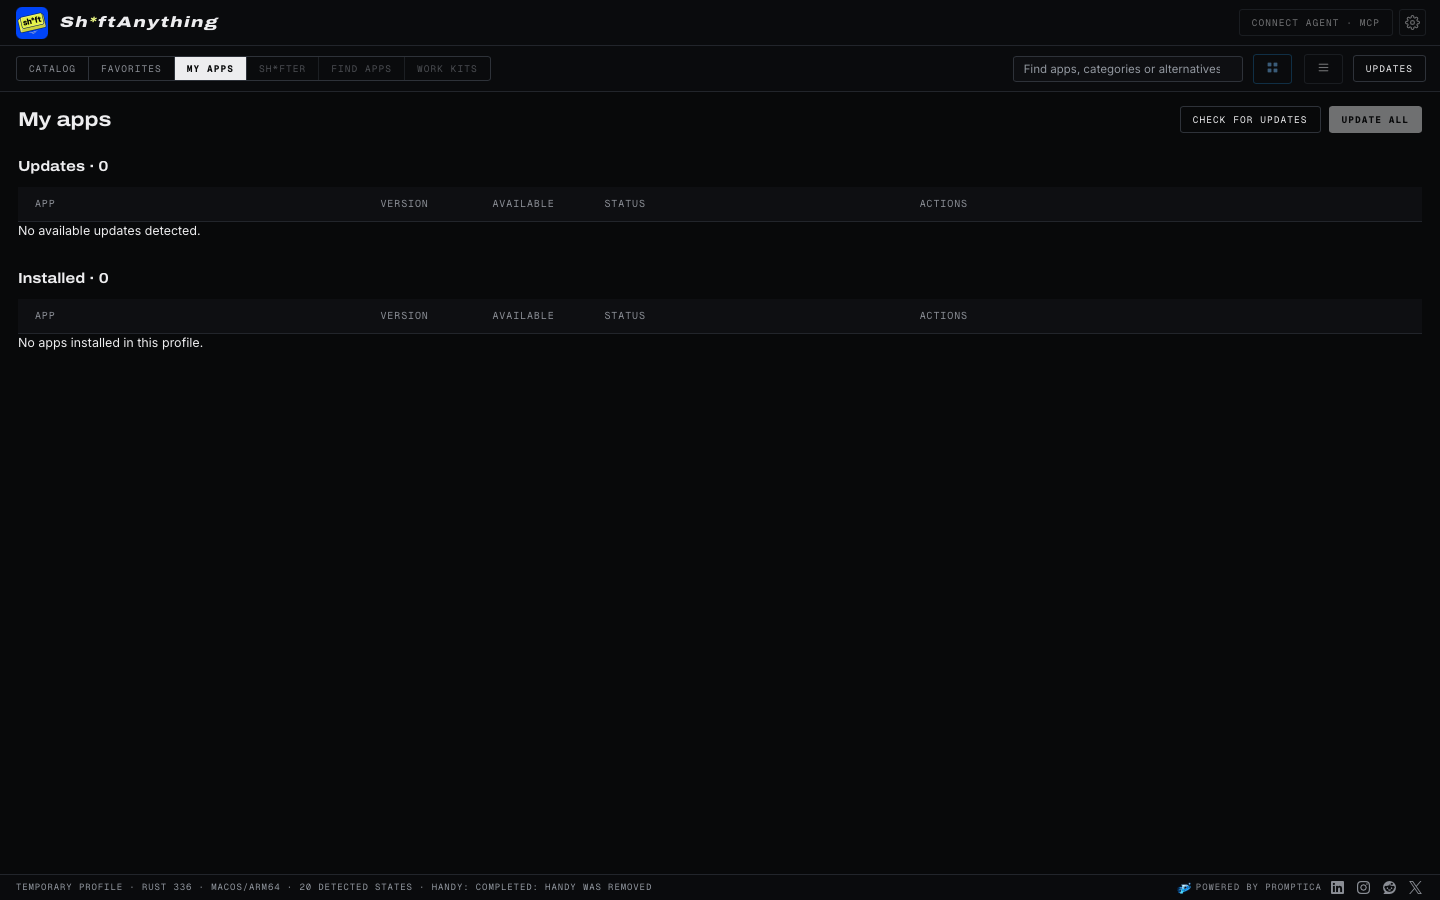 sh*ft
Sh*ftAnything
CONNECT AGENT · MCP
CATALOG
FAVORITES
MY APPS
SH*FTER
FIND APPS
WORK KITS
Find apps, categories or alternatives
UPDATES
My apps
CHECK FOR UPDATES
UPDATE ALL
Updates · 0
APP VERSION AVAILABLE STATUS ACTIONS
No available updates detected.
Installed · 0
APP VERSION AVAILABLE STATUS ACTIONS
No apps installed in this profile.
TEMPORARY PROFILE · RUST 336 · MACOS/ARM64 · 20 DETECTED STATES · HANDY: COMPLETED: HANDY WAS REMOVED
POWERED BY PROMPTICA